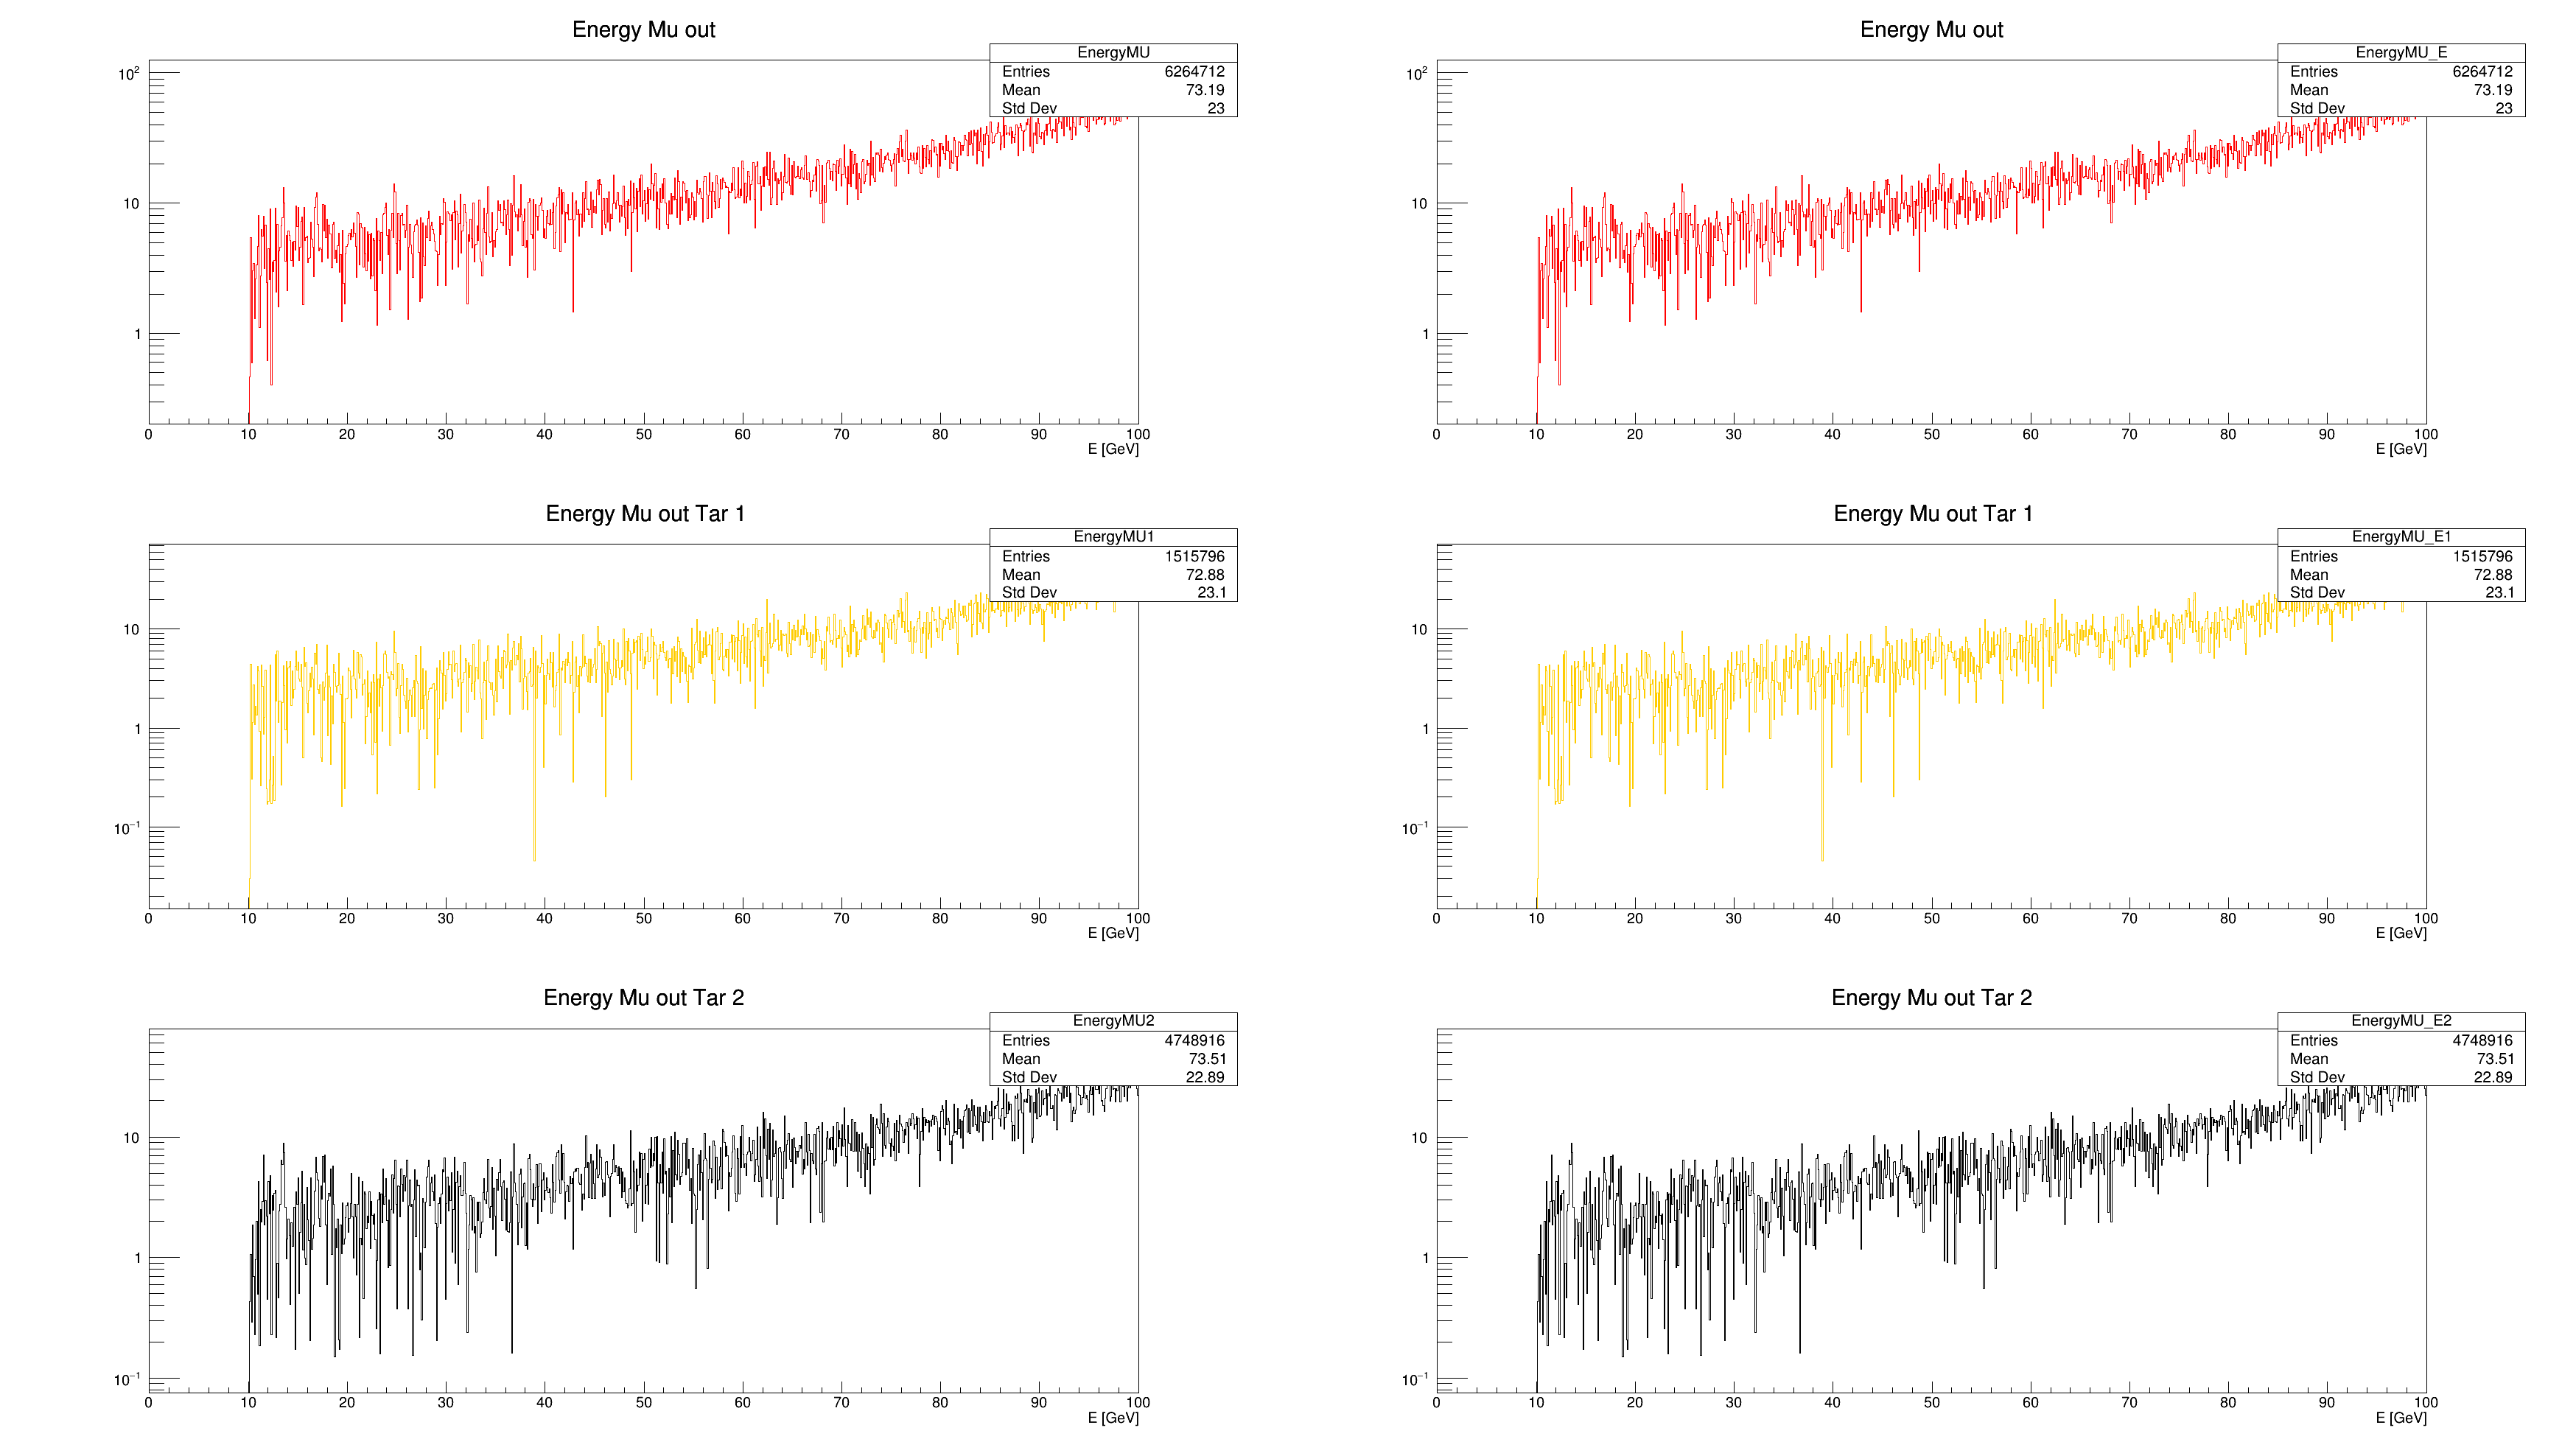 Energy Mu out
EnergyMU
Entries 6264712
Mean 73.19
Std Dev 23
10²
10
1
0 10 20 30 40 50 60 70 80 90 100
E [GeV]
Energy Mu out
EnergyMU_E
Entries 6264712
Mean 73.19
Std Dev 23
10²
10
1
0 10 20 30 40 50 60 70 80 90 100
E [GeV]
Energy Mu out Tar 1
EnergyMU1
Entries 1515796
Mean 72.88
Std Dev 23.1
10
1
10⁻¹
0 10 20 30 40 50 60 70 80 90 100
E [GeV]
Energy Mu out Tar 1
EnergyMU_E1
Entries 1515796
Mean 72.88
Std Dev 23.1
10
1
10⁻¹
0 10 20 30 40 50 60 70 80 90 100
E [GeV]
Energy Mu out Tar 2
EnergyMU2
Entries 4748916
Mean 73.51
Std Dev 22.89
10
1
10⁻¹
0 10 20 30 40 50 60 70 80 90 100
E [GeV]
Energy Mu out Tar 2
EnergyMU_E2
Entries 4748916
Mean 73.51
Std Dev 22.89
10
1
10⁻¹
0 10 20 30 40 50 60 70 80 90 100
E [GeV]